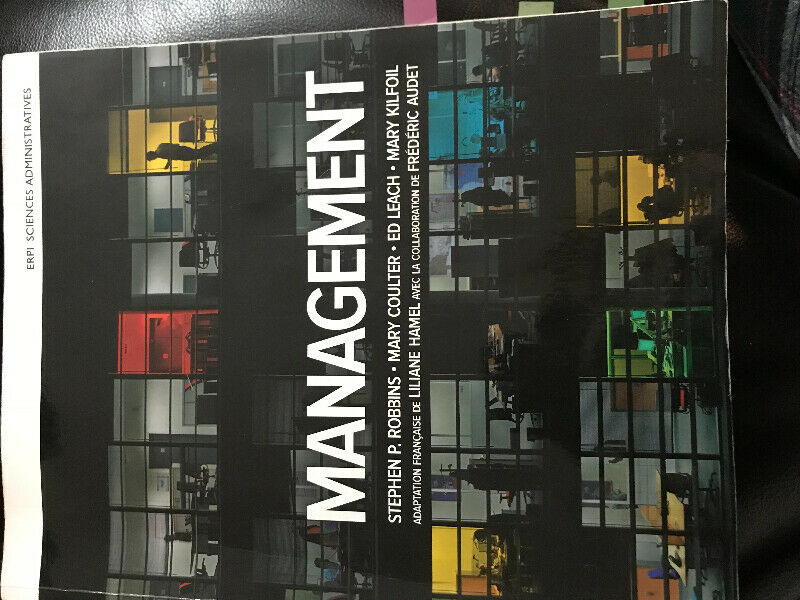 ERPI SCIENCES ADMINISTRATIVES
MANAGEMENT
STEPHEN P. ROBBINS • MARY COULTER • ED LEACH • MARY KILFOIL
ADAPTATION FRANÇAISE DE LILIANE HAMEL AVEC LA COLLABORATION DE FRÉDÉRIC AUDET